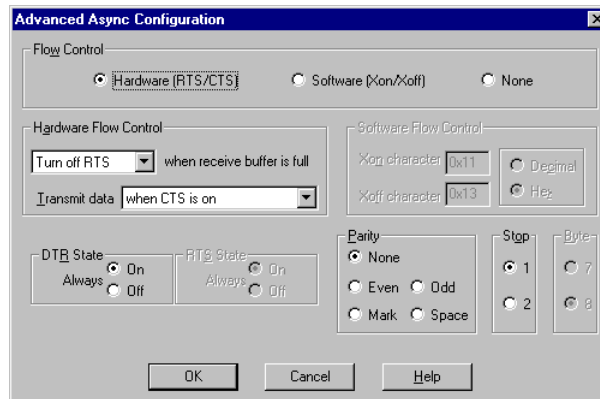 Advanced Async Configuration
Flow Control
Hardware (RTS/CTS) Software (Xon/Xoff) None
Hardware Flow Control
Turn off RTS when receive buffer is full
Transmit data when CTS is on
Software Flow Control
Xon character 0x11
Xoff character 0x13
Decimal
Hex
DTR State
Always On
Off
RTS State
Always On
Off
Parity
None
Even Odd
Mark Space
Stop
1
2
Byte
7
8
OK Cancel Help